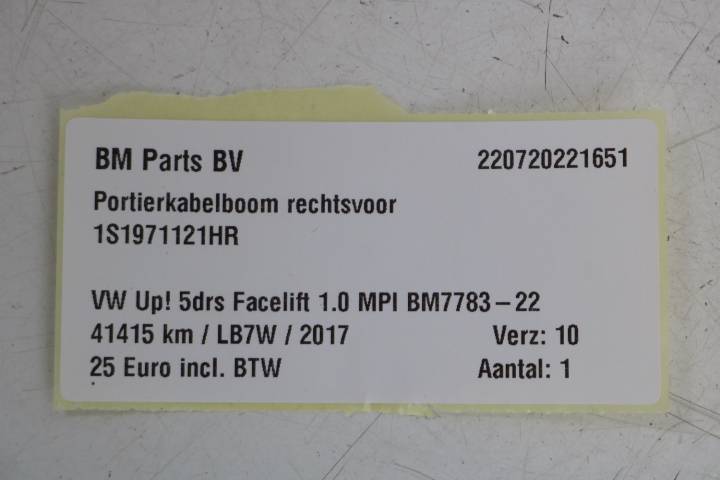 BM Parts BV 220720221651
Portierkabelboom rechtsvoor
1S1971121HR
VW Up! 5drs Facelift 1.0 MPI BM7783-22
41415 km / LB7W / 2017 Verz: 10
25 Euro incl. BTW Aantal: 1